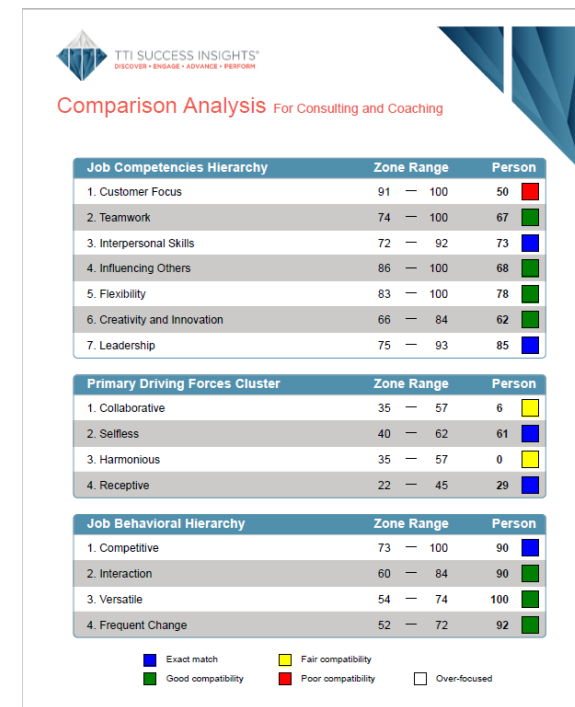 TTI SUCCESS INSIGHTS®
DISCOVER • ENGAGE • ADVANCE • PERFORM
Comparison Analysis For Consulting and Coaching
Job Competencies Hierarchy Zone Range Person
1. Customer Focus 91 — 100 50
2. Teamwork 74 — 100 67
3. Interpersonal Skills 72 — 92 73
4. Influencing Others 86 — 100 68
5. Flexibility 83 — 100 78
6. Creativity and Innovation 66 — 84 62
7. Leadership 75 — 93 85
Primary Driving Forces Cluster Zone Range Person
1. Collaborative 35 — 57 6
2. Selfless 40 — 62 61
3. Harmonious 35 — 57 0
4. Receptive 22 — 45 29
Job Behavioral Hierarchy Zone Range Person
1. Competitive 73 — 100 90
2. Interaction 60 — 84 90
3. Versatile 54 — 74 100
4. Frequent Change 52 — 72 92
Exact match Fair compatibility
Good compatibility Poor compatibility Over-focused